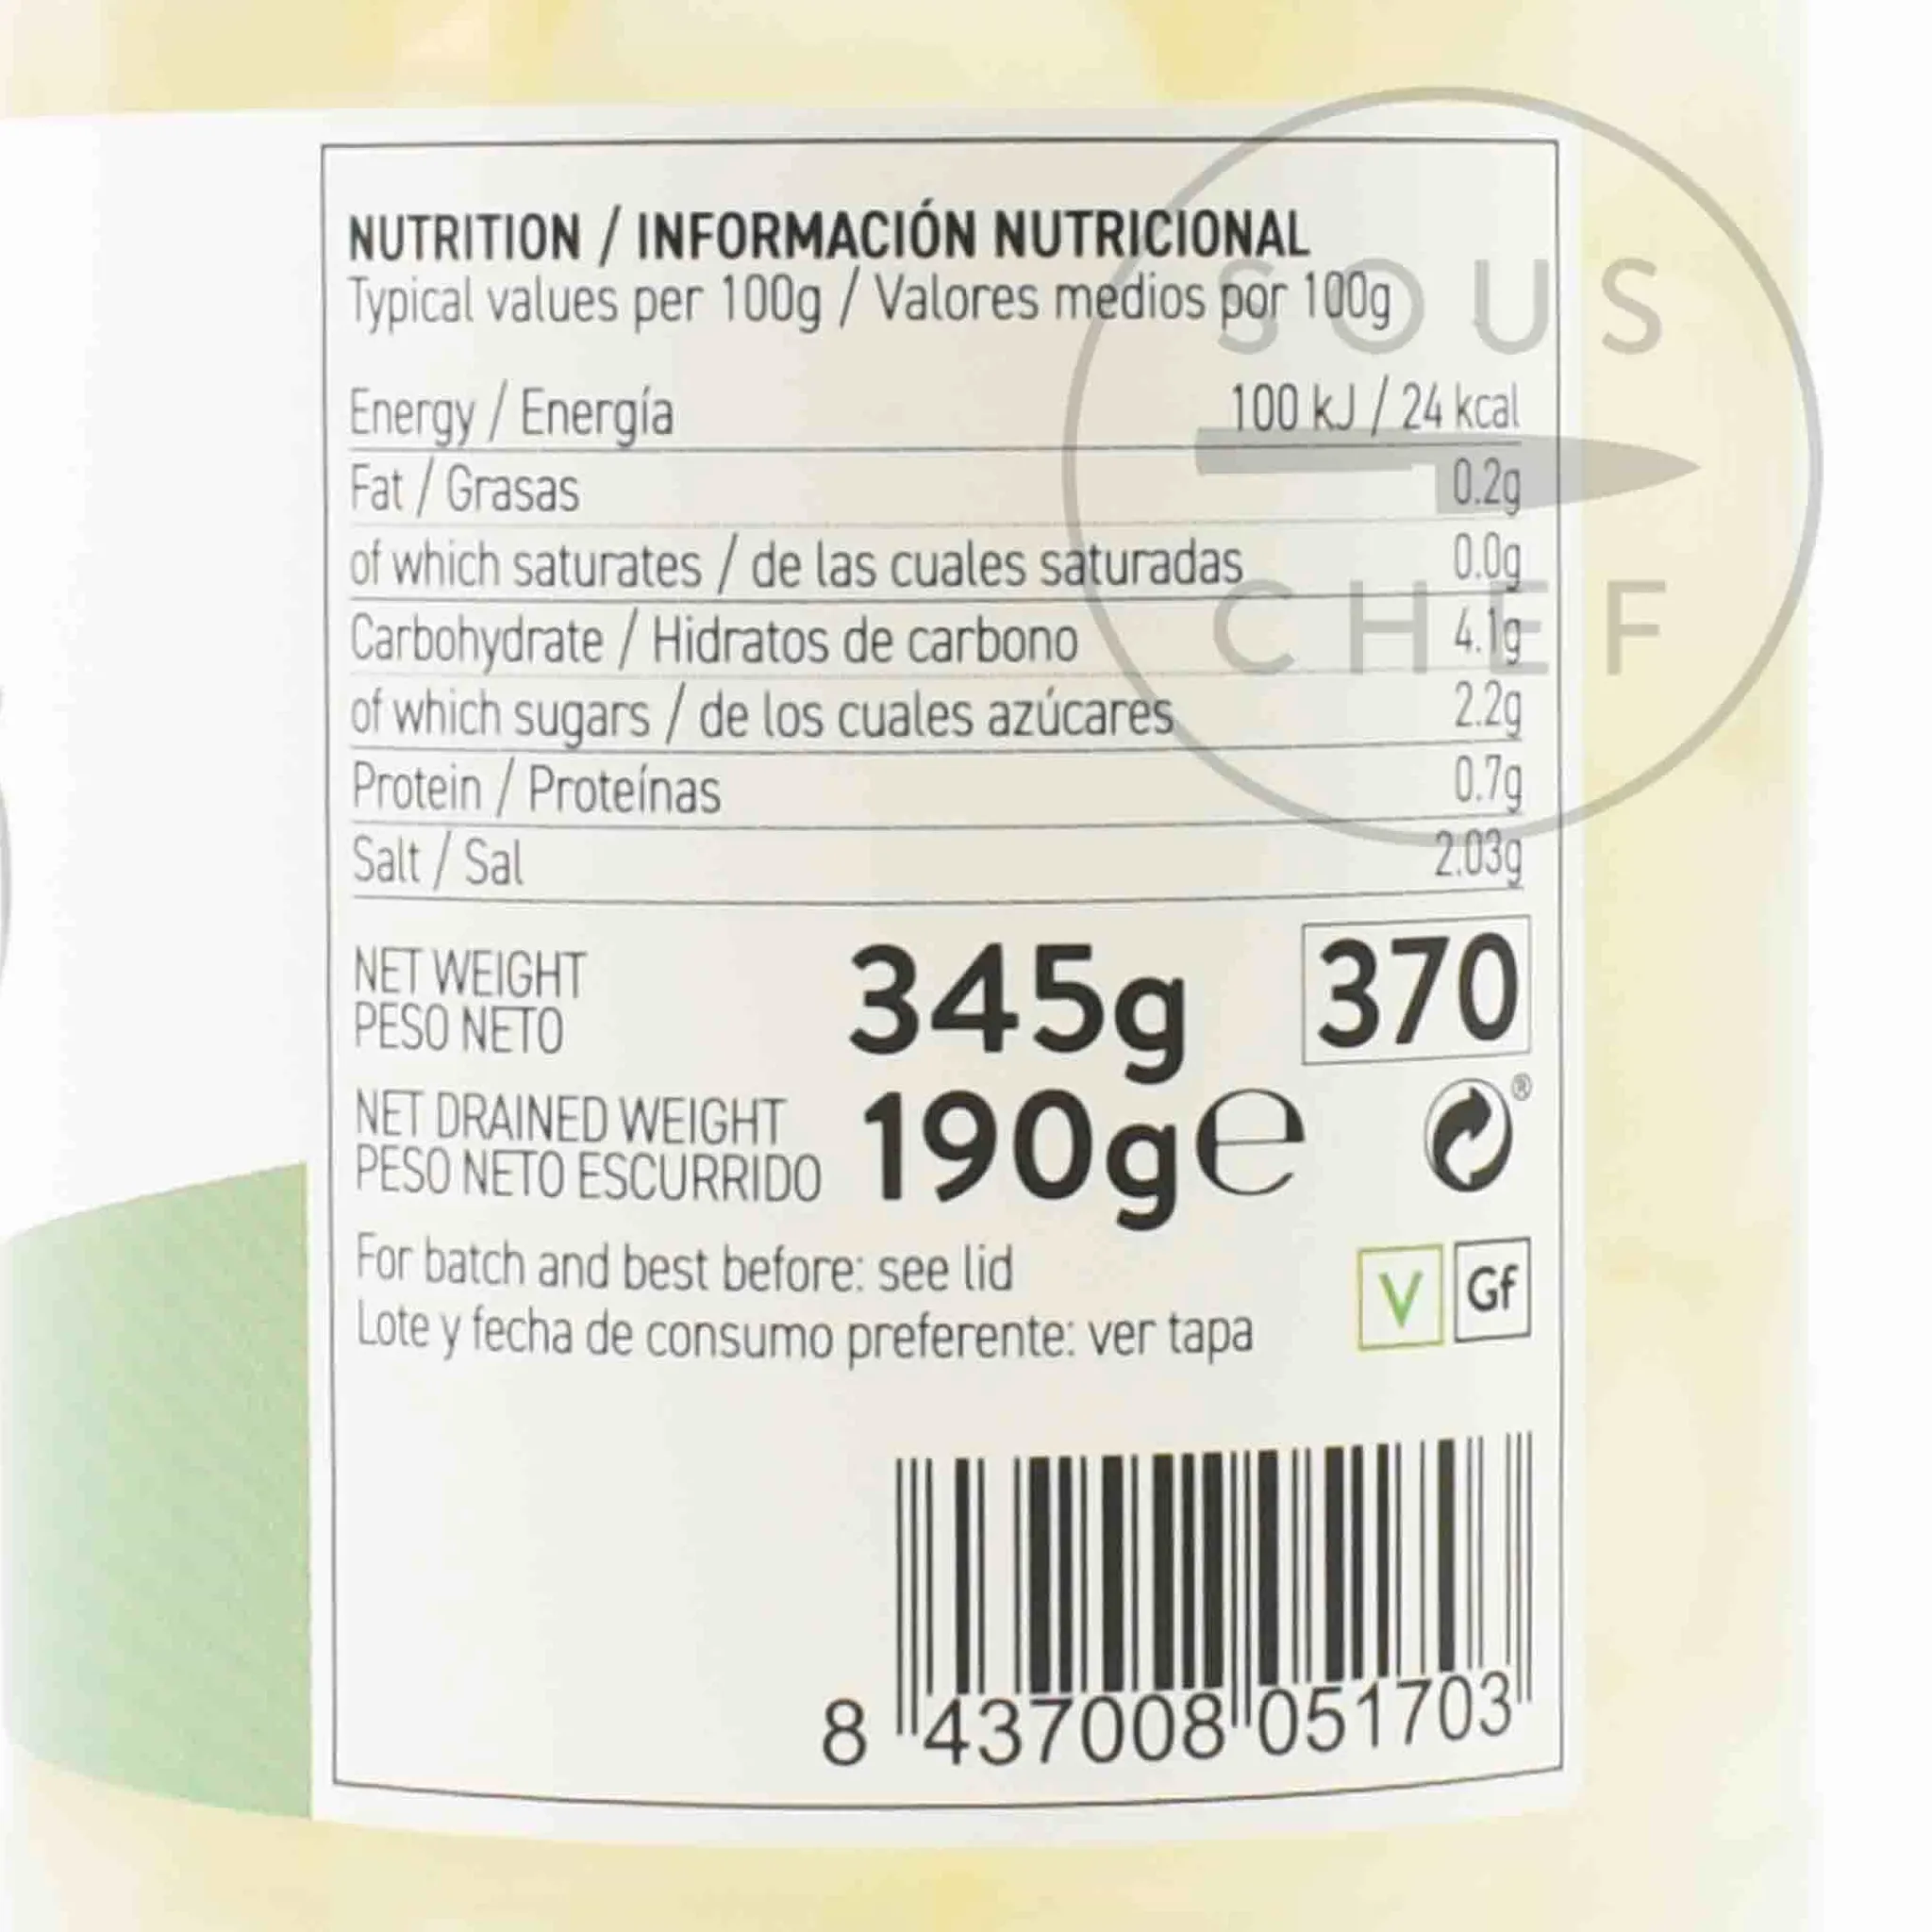 NUTRITION / INFORMACIÓN NUTRICIONAL
Typical values per 100g / Valores medios por 100g
SOUS
CHEF
Energy / Energía 100 kJ / 24 kcal
Fat / Grasas 0.2g
of which saturates / de las cuales saturadas 0.0g
Carbohydrate / Hidratos de carbono 4.1g
of which sugars / de los cuales azúcares 2.2g
Protein / Proteínas 0.7g
Salt / Sal 2.03g
NET WEIGHT
PESO NETO
345g 370
NET DRAINED WEIGHT
PESO NETO ESCURRIDO
190g e ®
For batch and best before: see lid
Lote y fecha de consumo preferente: ver tapa
V Gf
8 437008 051703